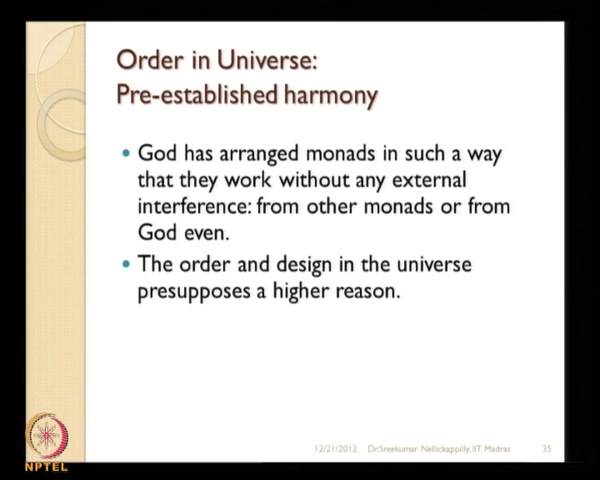 Order in Universe:
Pre-established harmony
• God has arranged monads in such a way
that they work without any external
interference: from other monads or from
God even.
• The order and design in the universe
presupposes a higher reason.
12/21/2012 Dr.Sreekumar Nellickappilly, IIT Madras 35
NPTEL